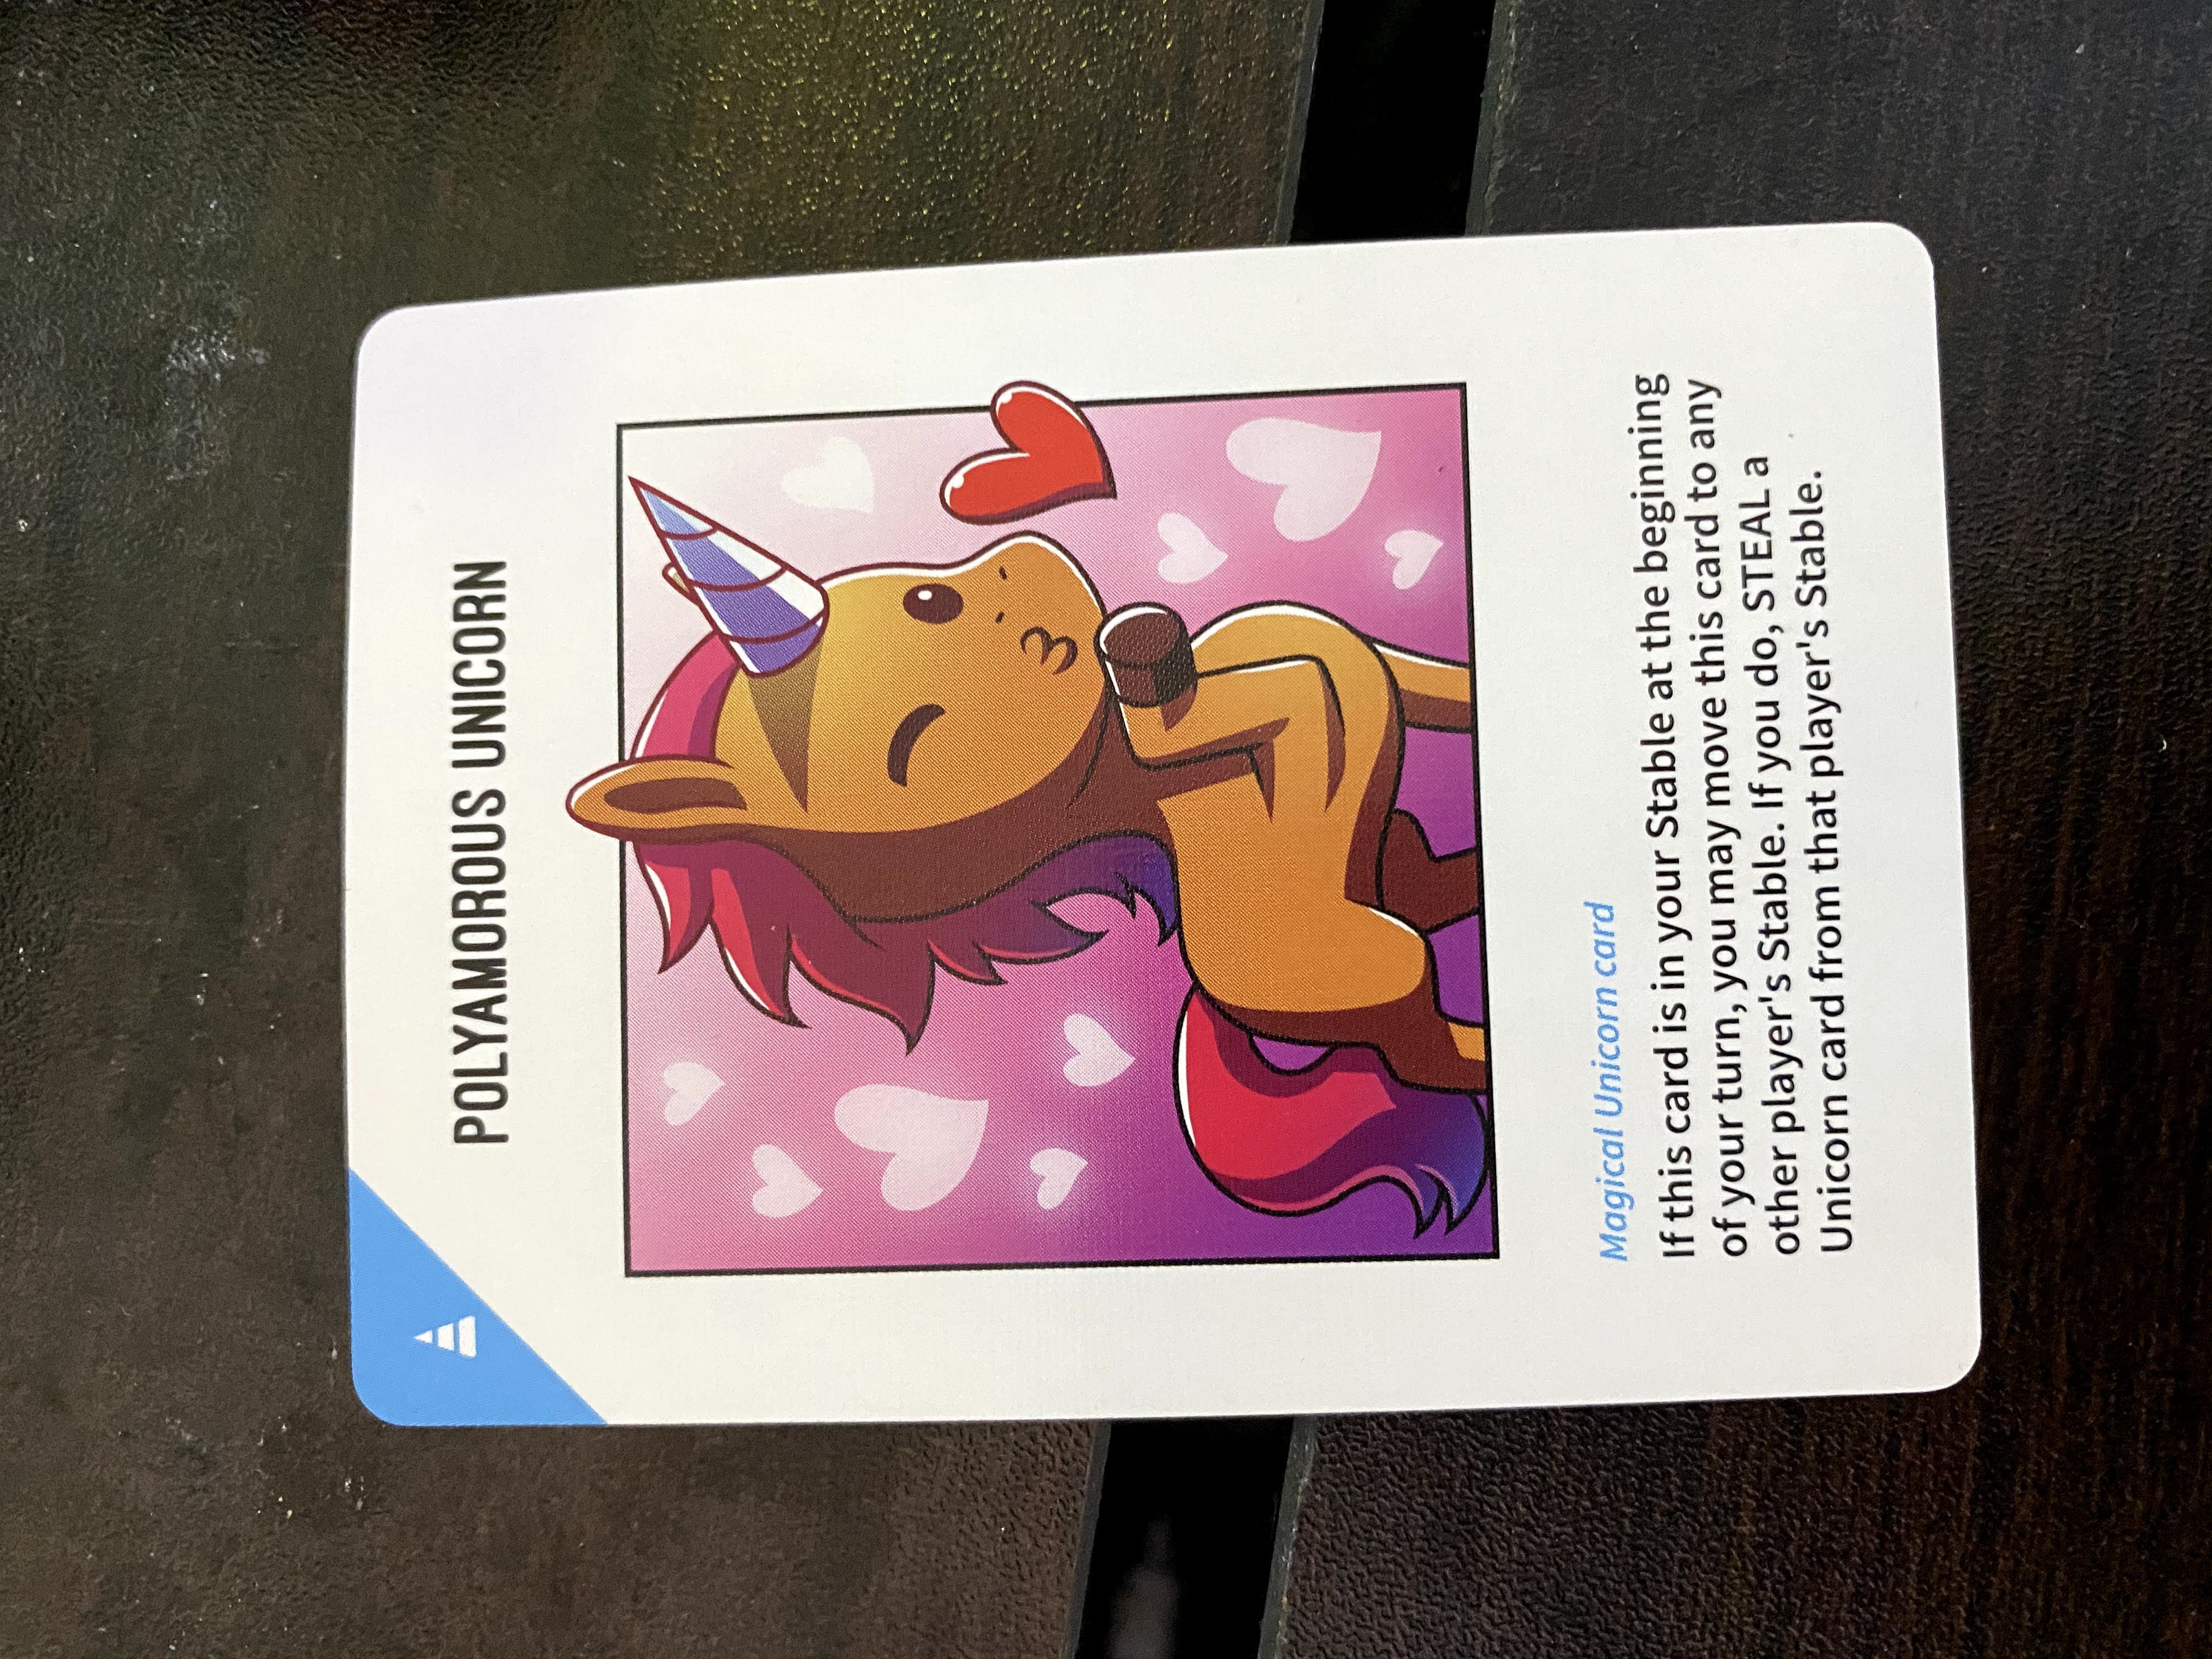 POLYAMOROUS UNICORN
Magical Unicorn card
If this card is in your Stable at the beginning
of your turn, you may move this card to any
other player's Stable. If you do, STEAL a
Unicorn card from that player's Stable.